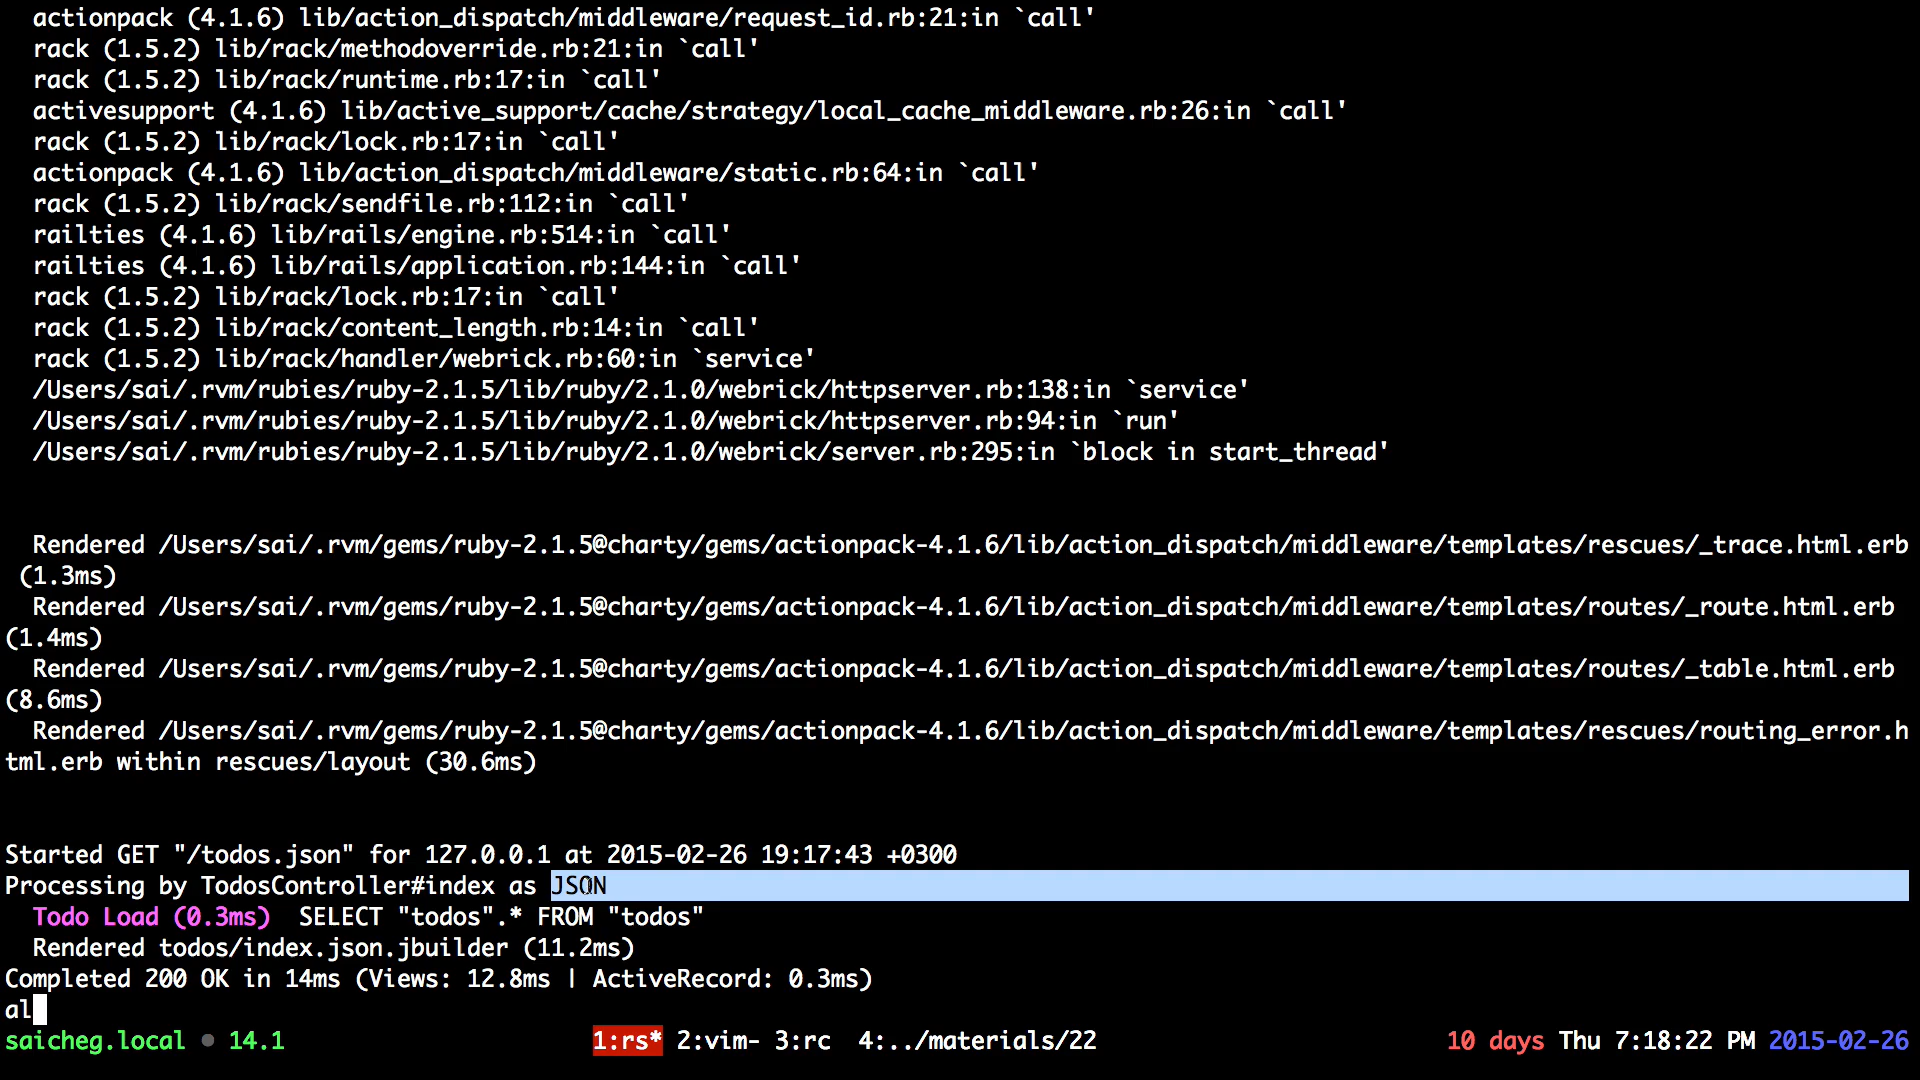 actionpack (4.1.6) lib/action_dispatch/middleware/request_id.rb:21:in `call'
rack (1.5.2) lib/rack/methodoverride.rb:21:in `call'
rack (1.5.2) lib/rack/runtime.rb:17:in `call'
activesupport (4.1.6) lib/active_support/cache/strategy/local_cache_middleware.rb:26:in `call'
rack (1.5.2) lib/rack/lock.rb:17:in `call'
actionpack (4.1.6) lib/action_dispatch/middleware/static.rb:64:in `call'
rack (1.5.2) lib/rack/sendfile.rb:112:in `call'
railties (4.1.6) lib/rails/engine.rb:514:in `call'
railties (4.1.6) lib/rails/application.rb:144:in `call'
rack (1.5.2) lib/rack/lock.rb:17:in `call'
rack (1.5.2) lib/rack/content_length.rb:14:in `call'
rack (1.5.2) lib/rack/handler/webrick.rb:60:in `service'
/Users/sai/.rvm/rubies/ruby-2.1.5/lib/ruby/2.1.0/webrick/httpserver.rb:138:in `service'
/Users/sai/.rvm/rubies/ruby-2.1.5/lib/ruby/2.1.0/webrick/httpserver.rb:94:in `run'
/Users/sai/.rvm/rubies/ruby-2.1.5/lib/ruby/2.1.0/webrick/server.rb:295:in `block in start_thread'
Rendered /Users/sai/.rvm/gems/ruby-2.1.5@charty/gems/actionpack-4.1.6/lib/action_dispatch/middleware/templates/rescues/_trace.html.erb
(1.3ms)
Rendered /Users/sai/.rvm/gems/ruby-2.1.5@charty/gems/actionpack-4.1.6/lib/action_dispatch/middleware/templates/routes/_route.html.erb
(1.4ms)
Rendered /Users/sai/.rvm/gems/ruby-2.1.5@charty/gems/actionpack-4.1.6/lib/action_dispatch/middleware/templates/routes/_table.html.erb
(8.6ms)
Rendered /Users/sai/.rvm/gems/ruby-2.1.5@charty/gems/actionpack-4.1.6/lib/action_dispatch/middleware/templates/rescues/routing_error.h
tml.erb within rescues/layout (30.6ms)
Started GET "/todos.json" for 127.0.0.1 at 2015-02-26 19:17:43 +0300
Processing by TodosController#index as JSON
Todo Load (0.3ms)  SELECT "todos".* FROM "todos"
Rendered todos/index.json.jbuilder (11.2ms)
Completed 200 OK in 14ms (Views: 12.8ms | ActiveRecord: 0.3ms)
al
saicheg.local ● 14.1 1:rs* 2:vim- 3:rc  4:../materials/22 10 days Thu 7:18:22 PM 2015-02-26